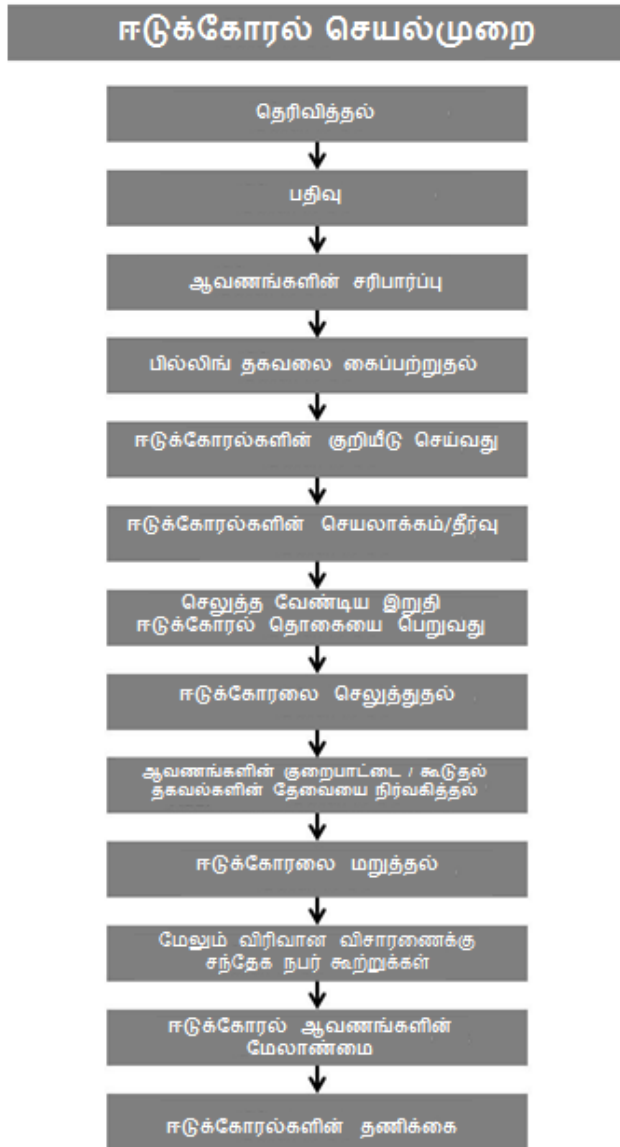 ஈடுக்கோரல் செயல்முறை
தெரிவித்தல்
பதிவு
ஆவணங்களின் சரிபார்ப்பு
பில்லிங் தகவலை கைப்பற்றுதல்
ஈடுக்கோரல்களின் குறியீடு செய்வது
ஈடுக்கோரல்களின் செயலாக்கம்/தீர்வு
செலுத்த வேண்டிய இறுதி
ஈடுக்கோரல் தொகையை பெறுவது
ஈடுக்கோரலை செலுத்துதல்
ஆவணங்களின் குறைபாட்டை / கூடுதல்
தகவல்களின் தேவையை நிர்வகித்தல்
ஈடுக்கோரலை மறுத்தல்
மேலும் விரிவான விசாரணைக்கு
சந்தேக நபர் கூற்றுக்கள்
ஈடுக்கோரல் ஆவணங்களின்
மேலாண்மை
ஈடுக்கோரல்களின் தணிக்கை